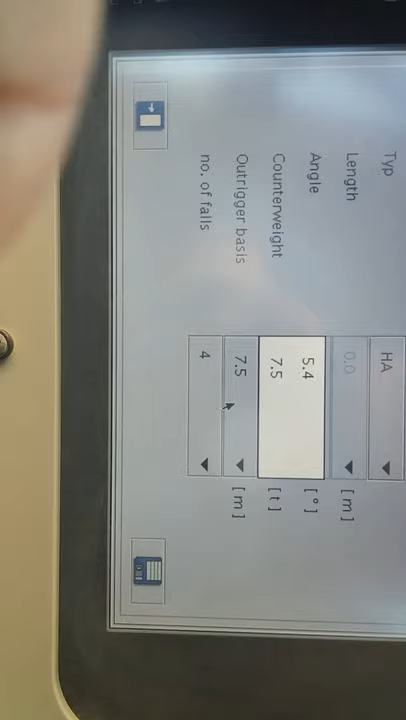 Typ HA
Length 0.0 [m]
Angle 5.4 [°]
Counterweight 7.5 [t]
Outrigger basis 7.5 [m]
no. of falls 4